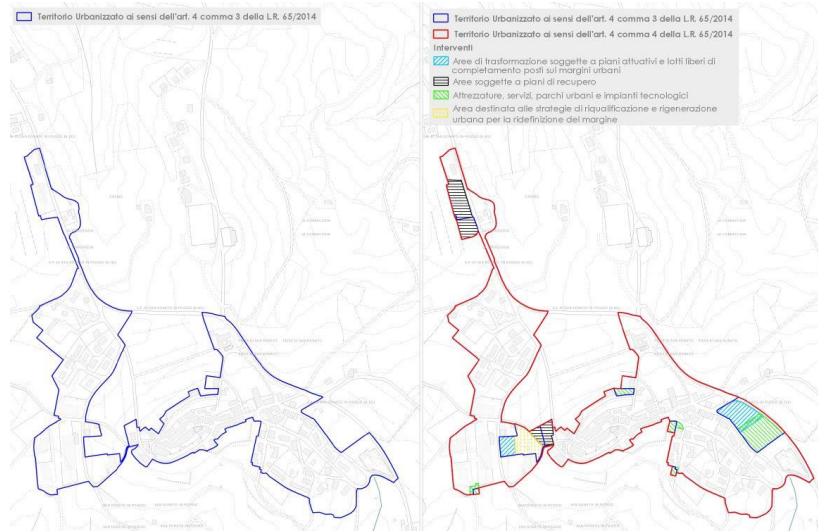 Territorio Urbanizzato ai sensi dell'art. 4 comma 3 della L.R. 65/2014
Territorio Urbanizzato ai sensi dell'art. 4 comma 3 della L.R. 65/2014
Territorio Urbanizzato ai sensi dell'art. 4 comma 4 della L.R. 65/2014
Interventi
Aree di trasformazione soggette a piani attuativi e lotti liberi di
completamento posti sui margini urbani
Aree soggette a piani di recupero
Attrezzature, servizi, parchi urbani e impianti tecnologici
Area destinata alle strategie di riqualificazione e rigenerazione
urbana per la ridefinizione del margine